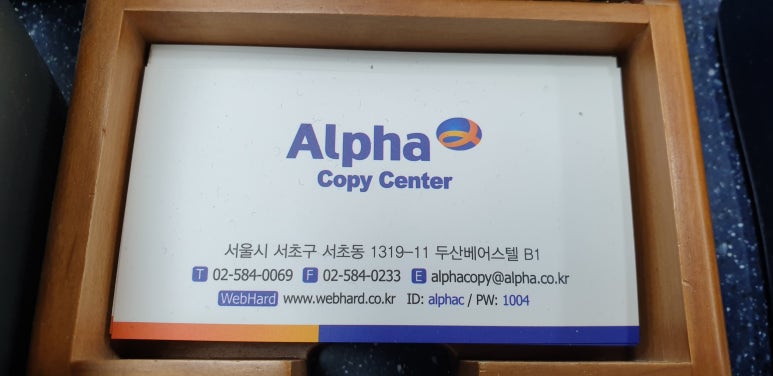 Alpha
Copy Center
서울시 서초구 서초동 1319-11 두산베어스텔 B1
T 02-584-0069 F 02-584-0233 E alphacopy@alpha.co.kr
WebHard www.webhard.co.kr ID: alphac / PW: 1004